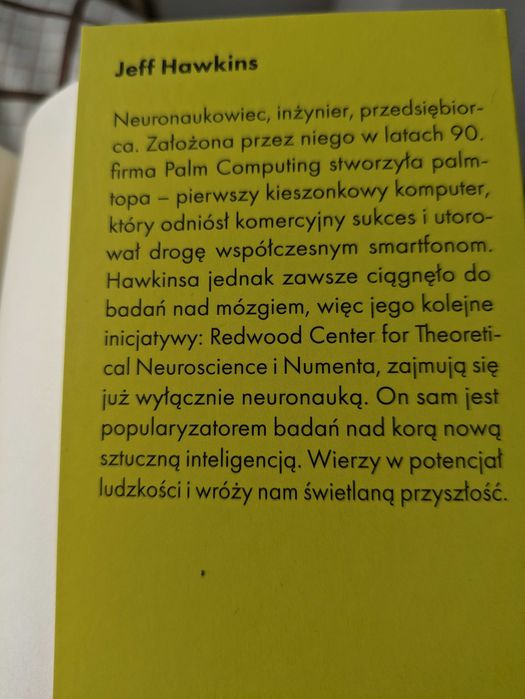 Jeff Hawkins
Neuronaukowiec, inżynier, przedsiębior-
ca. Założona przez niego w latach 90.
firma Palm Computing stworzyła palm-
topa – pierwszy kieszonkowy komputer,
który odniósł komercyjny sukces i utoro-
wał drogę współczesnym smartfonom.
Hawkinsa jednak zawsze ciągnęło do
badań nad mózgiem, więc jego kolejne
inicjatywy: Redwood Center for Theoreti-
cal Neuroscience i Numenta, zajmują się
już wyłącznie neuronauką. On sam jest
popularyzatorem badań nad korą nową
sztuczną inteligencją. Wierzy w potencjał
ludzkości i wróży nam świetlaną przyszłość.